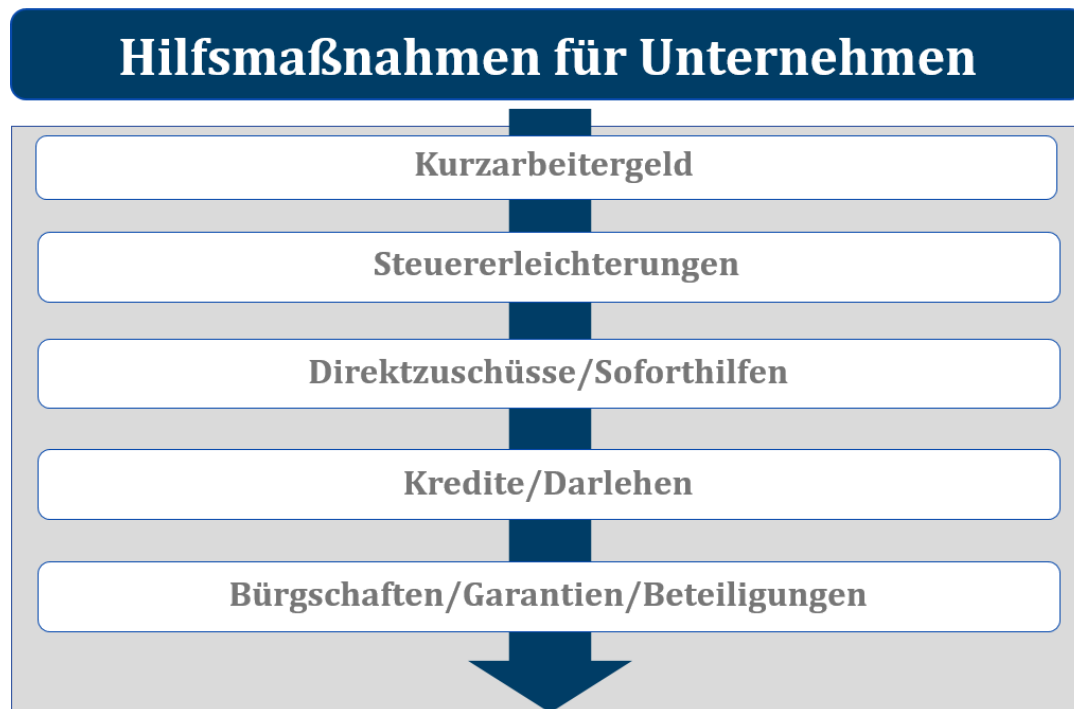 Hilfsmaßnahmen für Unternehmen
Kurzarbeitergeld
Steuererleichterungen
Direktzuschüsse/Soforthilfen
Kredite/Darlehen
Bürgschaften/Garantien/Beteiligungen